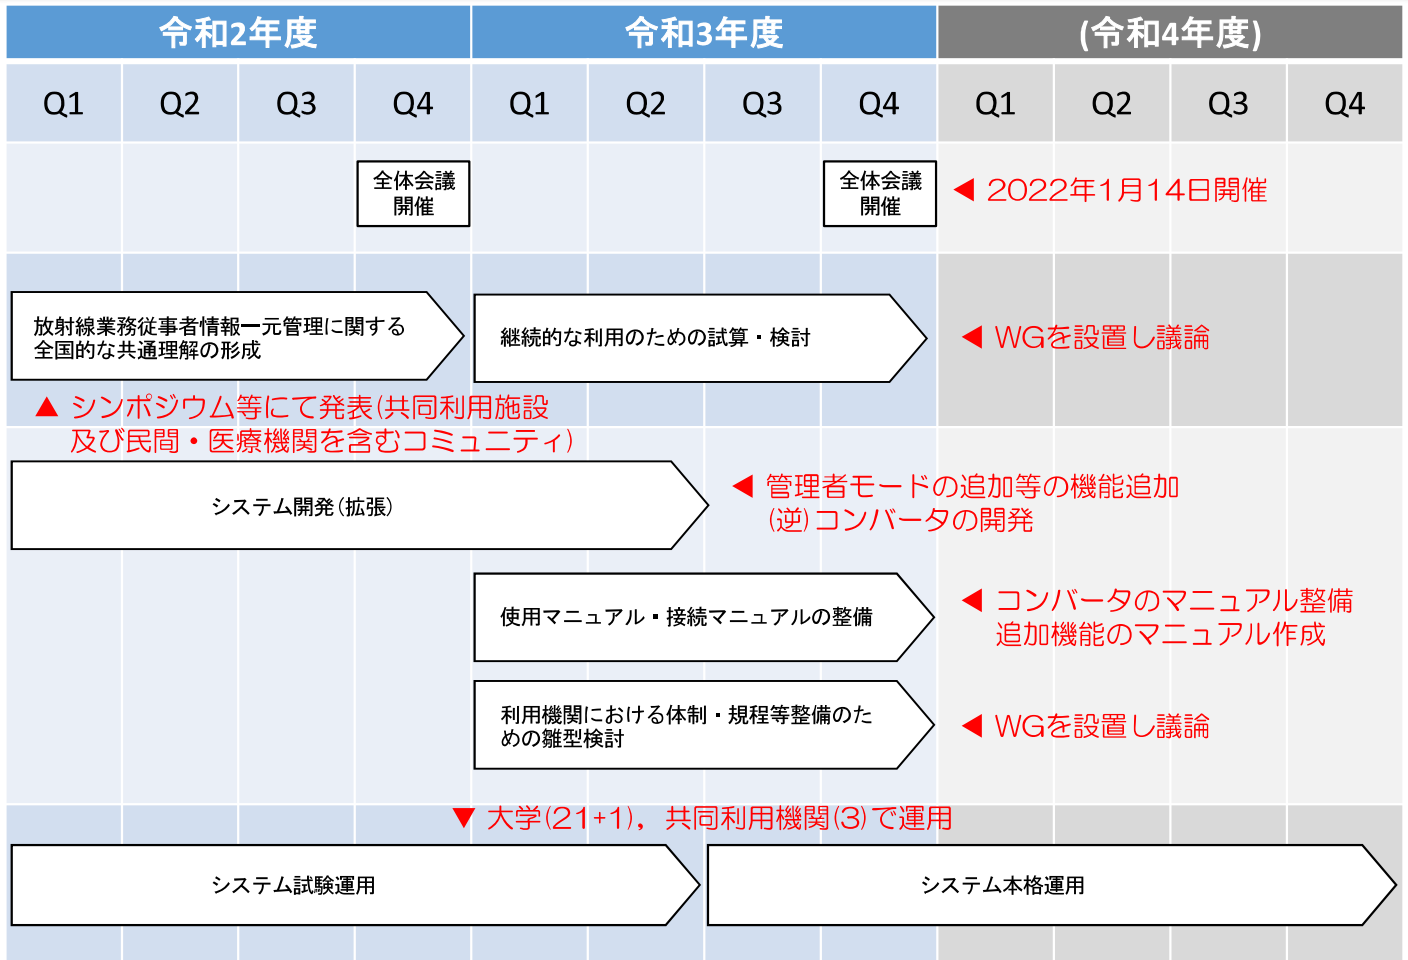 令和2年度
令和3年度
(令和4年度)
Q1
Q2
Q3
Q4
Q1
Q2
Q3
Q4
Q1
Q2
Q3
Q4
全体会議
開催
全体会議
開催
◀ 2022年1月14日開催
放射線業務従事者情報一元管理に関する
全国的な共通理解の形成
継続的な利用のための試算・検討
◀ WGを設置し議論
▲ シンポジウム等にて発表(共同利用施設
及び民間・医療機関を含むコミュニティ)
システム開発(拡張)
◀ 管理者モードの追加等の機能追加
(逆)コンバータの開発
使用マニュアル・接続マニュアルの整備
◀ コンバータのマニュアル整備
追加機能のマニュアル作成
利用機関における体制・規程等整備のた
めの雛型検討
◀ WGを設置し議論
▼ 大学(21+1)，共同利用機関(3)で運用
システム試験運用
システム本格運用